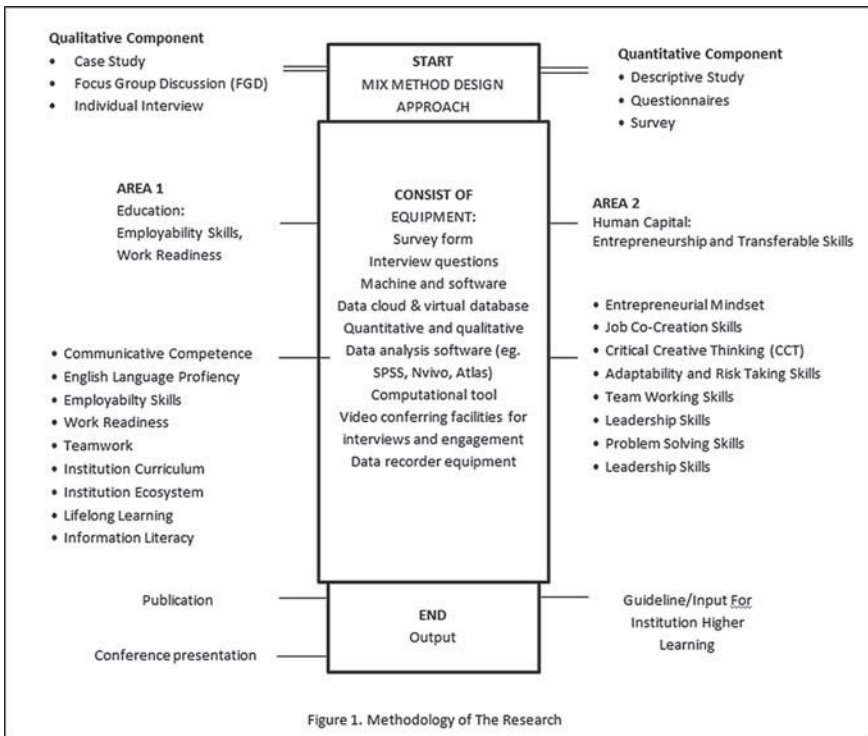 Qualitative Component
• Case Study
• Focus Group Discussion (FGD)
• Individual Interview
START
MIX METHOD DESIGN
APPROACH
Quantitative Component
• Descriptive Study
• Questionnaires
• Survey
AREA 1
Education:
Employability Skills,
Work Readiness
CONSIST OF
EQUIPMENT:
Survey form
Interview questions
Machine and software
Data cloud & virtual database
Quantitative and qualitative
Data analysis software (eg.
SPSS, Nvivo, Atlas)
Computational tool
Video conferring facilities for
interviews and engagement
Data recorder equipment
AREA 2
Human Capital:
Entrepreneurship and Transferable Skills
• Communicative Competence
• English Language Profiency
• Employabilty Skills
• Work Readiness
• Teamwork
• Institution Curriculum
• Institution Ecosystem
• Lifelong Learning
• Information Literacy
• Entrepreneurial Mindset
• Job Co-Creation Skills
• Critical Creative Thinking (CCT)
• Adaptability and Risk Taking Skills
• Team Working Skills
• Leadership Skills
• Problem Solving Skills
• Leadership Skills
Publication
Conference presentation
END
Output
Guideline/Input For
Institution Higher
Learning
Figure 1. Methodology of The Research